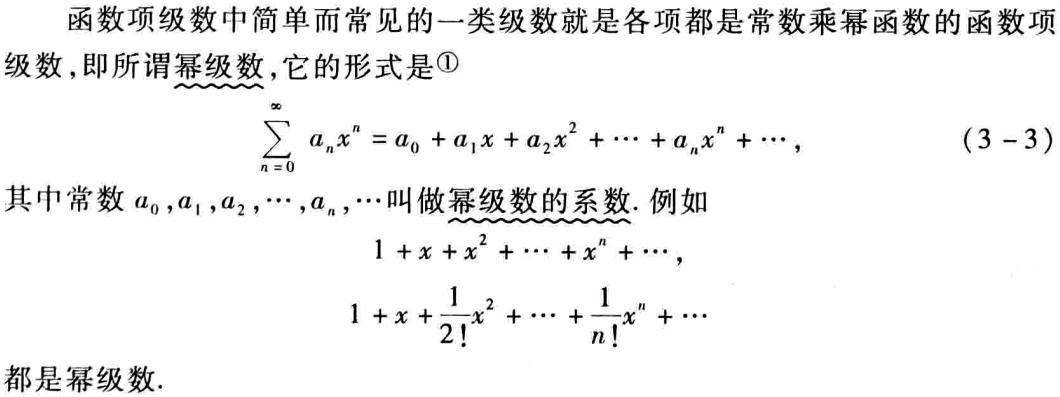 函数项级数中简单而常见的一类级数就是各项都是常数乘幂函数的函数项
级数,即所谓幂级数,它的形式是①
$\sum_{n=0}^{\infty} a_n x^n = a_0 + a_1 x + a_2 x^2 + \cdots + a_n x^n + \cdots,$ (3-3)
其中常数 $a_0, a_1, a_2, \cdots, a_n, \cdots$ 叫做幂级数的系数. 例如
$1 + x + x^2 + \cdots + x^n + \cdots,$
$1 + x + \frac{1}{2!}x^2 + \cdots + \frac{1}{n!}x^n + \cdots$
都是幂级数.